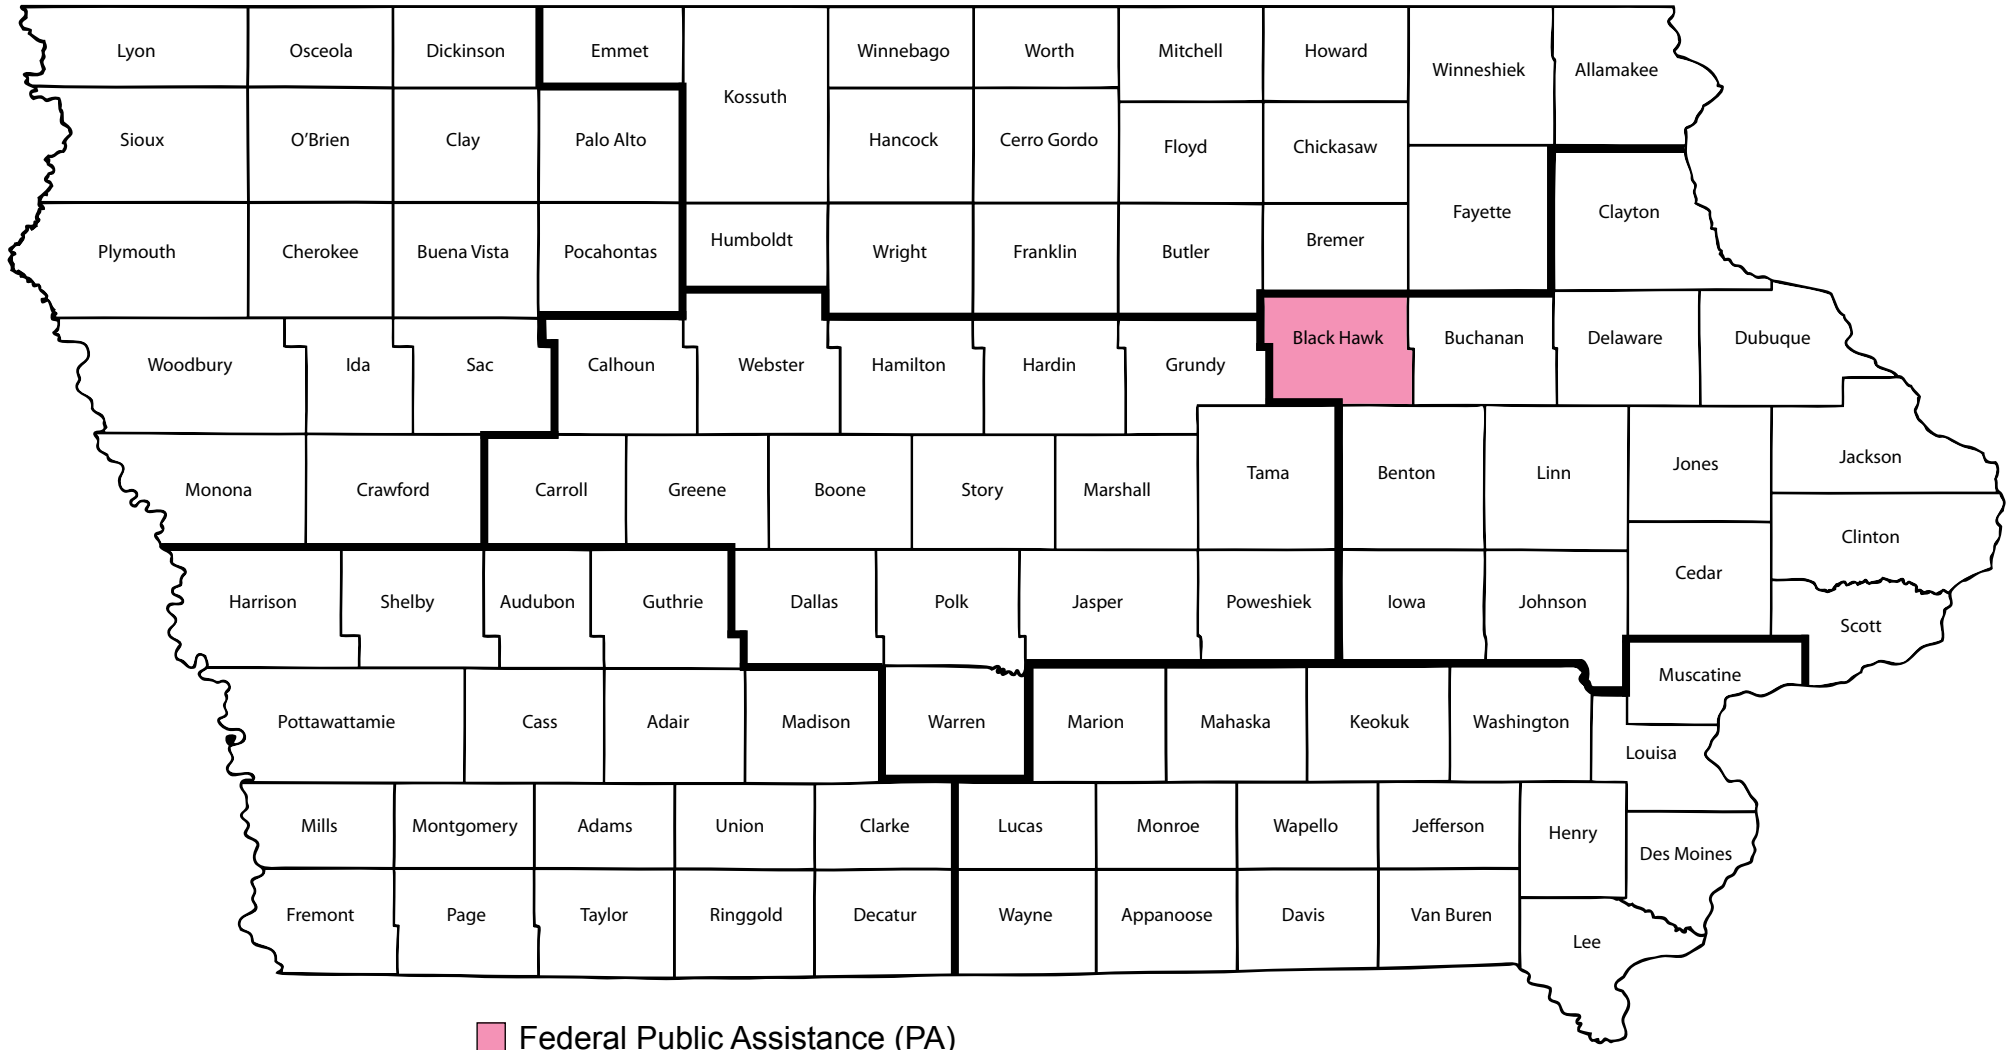 Lyon Osceola Dickinson Emmet Winnebago Worth Mitchell Howard
Winneshiek Allamakee
Kossuth
Sioux O'Brien Clay Palo Alto Hancock Cerro Gordo Floyd Chickasaw
Fayette Clayton
Plymouth Cherokee Buena Vista Pocahontas Humboldt Wright Franklin Butler Bremer
Black Hawk Buchanan Delaware Dubuque
Woodbury Ida Sac Calhoun Webster Hamilton Hardin Grundy
Tama Benton Linn Jones Jackson
Monona Crawford Carroll Greene Boone Story Marshall
Clinton
Cedar
Harrison Shelby Audubon Guthrie Dallas Polk Jasper Poweshiek Iowa Johnson
Scott
Muscatine
Pottawattamie Cass Adair Madison Warren Marion Mahaska Keokuk Washington
Louisa
Mills Montgomery Adams Union Clarke Lucas Monroe Wapello Jefferson Henry
Des Moines
Fremont Page Taylor Ringgold Decatur Wayne Appanoose Davis Van Buren
Lee
Federal Public Assistance (PA)